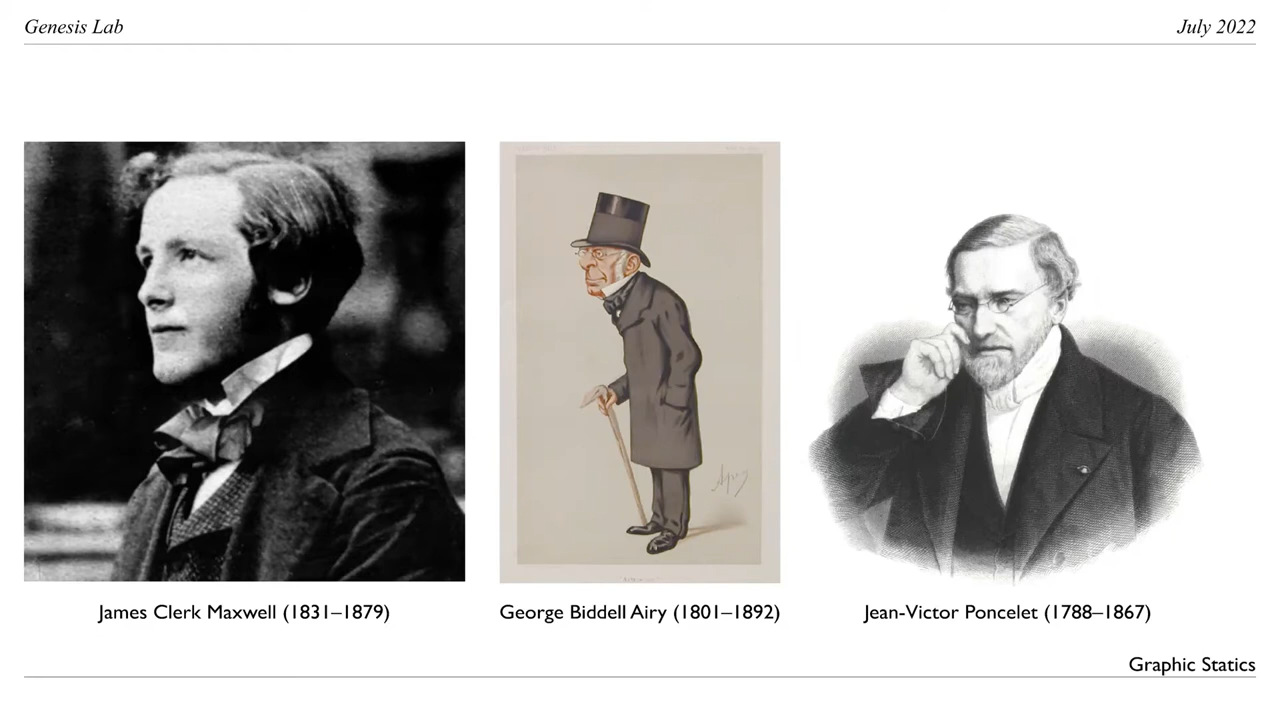 Genesis Lab
July 2022
James Clerk Maxwell (1831–1879)
George Biddell Airy (1801–1892)
Jean-Victor Poncelet (1788–1867)
Graphic Statics